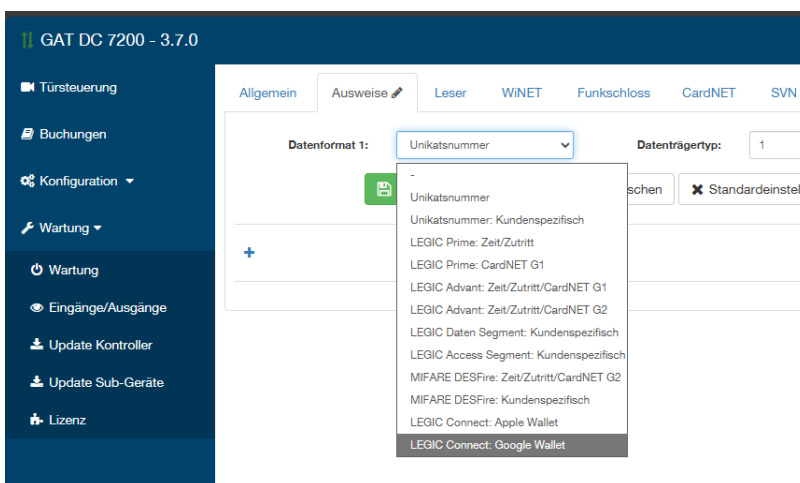 GAT DC 7200 - 3.7.0
Türsteuerung
Buchungen
Konfiguration
Wartung
Wartung
Eingänge/Ausgänge
Update Kontroller
Update Sub-Geräte
Lizenz
Allgemein Ausweise Leser WiNET Funkschloss CardNET SVN
Datenformat 1: Unikatsnummer Datenträgertyp: 1
schen Standardeinstel
-
Unikatsnummer
Unikatsnummer: Kundenspezifisch
LEGIC Prime: Zeit/Zutritt
LEGIC Prime: CardNET G1
LEGIC Advant: Zeit/Zutritt/CardNET G1
LEGIC Advant: Zeit/Zutritt/CardNET G2
LEGIC Daten Segment: Kundenspezifisch
LEGIC Access Segment: Kundenspezifisch
MIFARE DESFire: Zeit/Zutritt/CardNET G2
MIFARE DESFire: Kundenspezifisch
LEGIC Connect: Apple Wallet
LEGIC Connect: Google Wallet